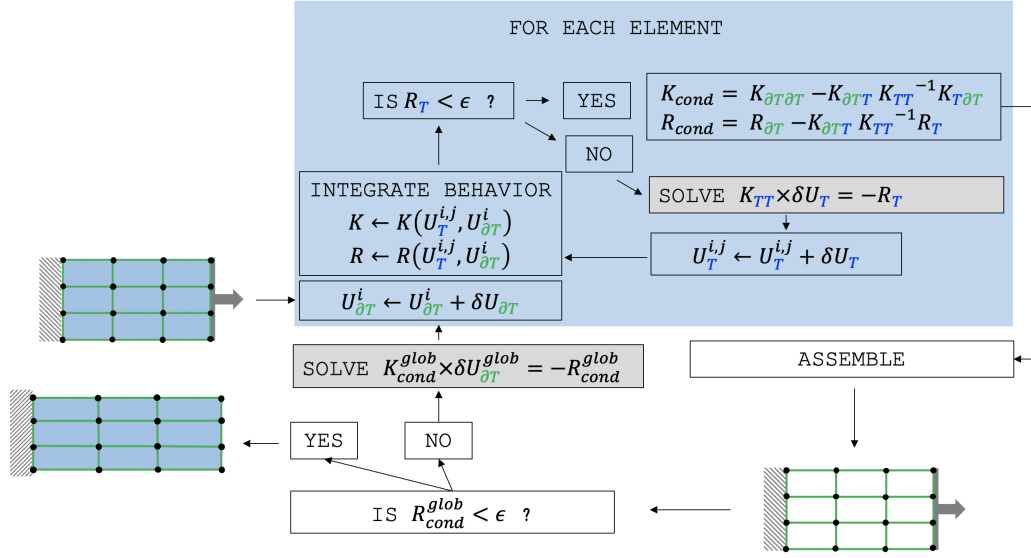 FOR EACH ELEMENT
IS R_T < ϵ ?
YES
NO
K_cond = K_∂T∂T − K_∂TT K_TT⁻¹ K_T∂T
R_cond = R_∂T − K_∂TT K_TT⁻¹ R_T
INTEGRATE BEHAVIOR
K ← K(U_T^{i,j}, U_∂T^i)
R ← R(U_T^{i,j}, U_∂T^i)
SOLVE K_TT × δU_T = −R_T
U_T^{i,j} ← U_T^{i,j} + δU_T
U_∂T^i ← U_∂T^i + δU_∂T
SOLVE K_cond^glob × δU_∂T^glob = −R_cond^glob
ASSEMBLE
YES
NO
IS R_cond^glob < ϵ ?